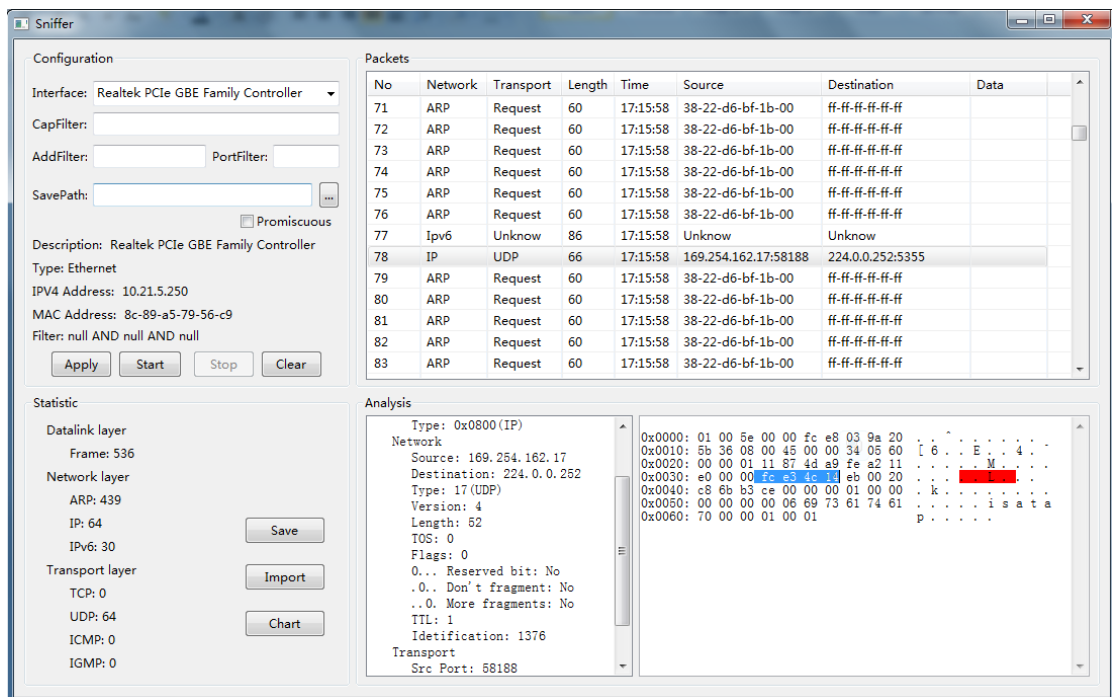 Sniffer
Configuration
Interface: Realtek PCIe GBE Family Controller
CapFilter:
AddFilter: PortFilter:
SavePath: ...
Promiscuous
Description: Realtek PCIe GBE Family Controller
Type: Ethernet
IPV4 Address: 10.21.5.250
MAC Address: 8c-89-a5-79-56-c9
Filter: null AND null AND null
Apply Start Stop Clear
Packets
No Network Transport Length Time Source Destination Data
71 ARP Request 60 17:15:58 38-22-d6-bf-1b-00 ff-ff-ff-ff-ff-ff
72 ARP Request 60 17:15:58 38-22-d6-bf-1b-00 ff-ff-ff-ff-ff-ff
73 ARP Request 60 17:15:58 38-22-d6-bf-1b-00 ff-ff-ff-ff-ff-ff
74 ARP Request 60 17:15:58 38-22-d6-bf-1b-00 ff-ff-ff-ff-ff-ff
75 ARP Request 60 17:15:58 38-22-d6-bf-1b-00 ff-ff-ff-ff-ff-ff
76 ARP Request 60 17:15:58 38-22-d6-bf-1b-00 ff-ff-ff-ff-ff-ff
77 Ipv6 Unknow 86 17:15:58 Unknow Unknow
78 IP UDP 66 17:15:58 169.254.162.17:58188 224.0.0.252:5355
79 ARP Request 60 17:15:58 38-22-d6-bf-1b-00 ff-ff-ff-ff-ff-ff
80 ARP Request 60 17:15:58 38-22-d6-bf-1b-00 ff-ff-ff-ff-ff-ff
81 ARP Request 60 17:15:58 38-22-d6-bf-1b-00 ff-ff-ff-ff-ff-ff
82 ARP Request 60 17:15:58 38-22-d6-bf-1b-00 ff-ff-ff-ff-ff-ff
83 ARP Request 60 17:15:58 38-22-d6-bf-1b-00 ff-ff-ff-ff-ff-ff
Statistic
Datalink layer
Frame: 536
Network layer
ARP: 439
IP: 64
IPv6: 30
Transport layer
TCP: 0
UDP: 64
ICMP: 0
IGMP: 0
Save
Import
Chart
Analysis
Type: 0x0800(IP)
Network
Source: 169.254.162.17
Destination: 224.0.0.252
Type: 17(UDP)
Version: 4
Length: 52
TOS: 0
Flags: 0
0... Reserved bit: No
.0.. Don't fragment: No
..0. More fragments: No
TTL: 1
Idetification: 1376
Transport
Src Port: 58188
0x0000: 01 00 5e 00 00 fc e8 03 9a 20 . . ^ . . . . . .
0x0010: 5b 36 08 00 45 00 00 34 05 60 [ 6 . . E . . 4 . `
0x0020: 00 00 01 11 87 4d a9 fe a2 11 . . . . . M . . . .
0x0030: e0 00 00 fc e3 4c 14 eb 00 20 . . . . . L . . .
0x0040: c8 6b b3 ce 00 00 00 01 00 00 . k . . . . . . . .
0x0050: 00 00 00 00 06 69 73 61 74 61 . . . . . i s a t a
0x0060: 70 00 00 01 00 01 p . . . . .